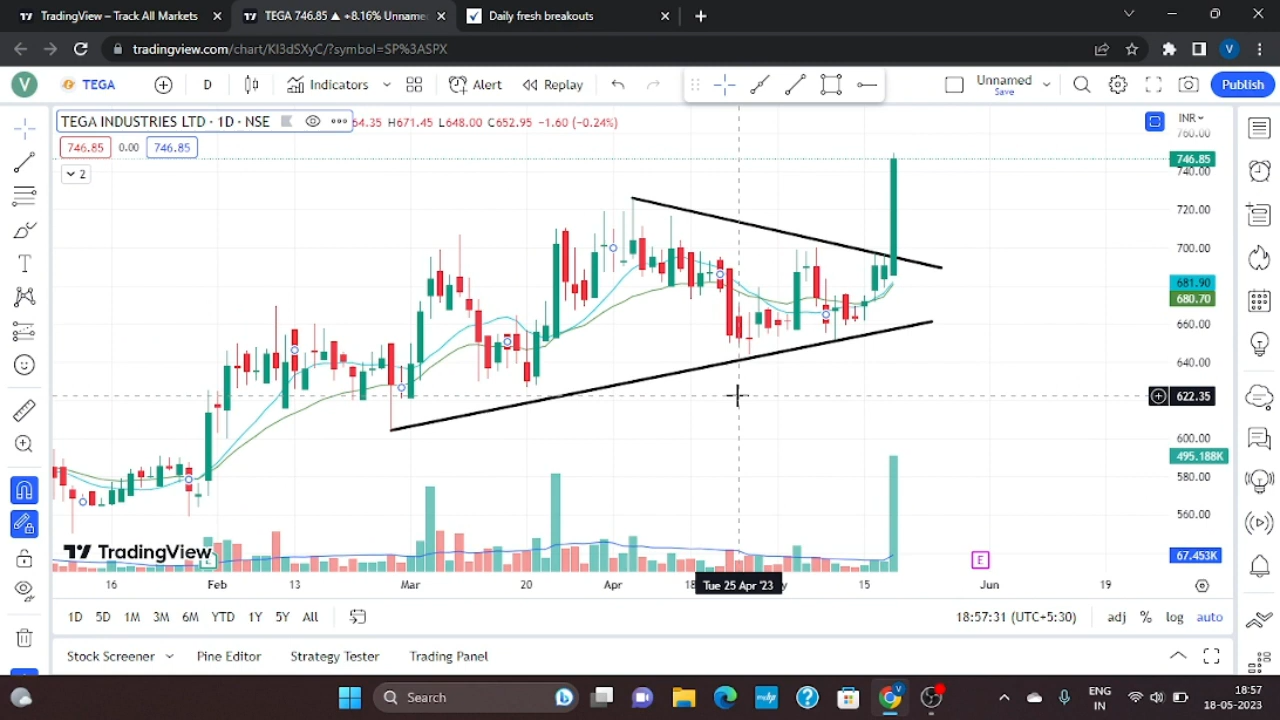 TradingView – Track All Markets
TEGA 746.85 ▲ +8.16% Unname
Daily fresh breakouts
tradingview.com/chart/KI3dSXyC/?symbol=SP%3ASPX
V
V
TEGA
D
Indicators
Alert
Replay
Unnamed
Save
Publish
TEGA INDUSTRIES LTD · 1D · NSE
64.35 H671.45 L648.00 C652.95 −1.60 (−0.24%)
INR
746.85
0.00
746.85
2
760.00
746.85
740.00
720.00
700.00
681.90
680.70
660.00
640.00
622.35
600.00
495.188K
580.00
560.00
67.453K
TradingView
E
16
Feb
13
Mar
20
Apr
18
Tue 25 Apr '23
15
Jun
19
1D 5D 1M 3M 6M YTD 1Y 5Y All
18:57:31 (UTC+5:30)
adj % log auto
Stock Screener
Pine Editor
Strategy Tester
Trading Panel
Search
ENG
IN
18:57
18-05-2023